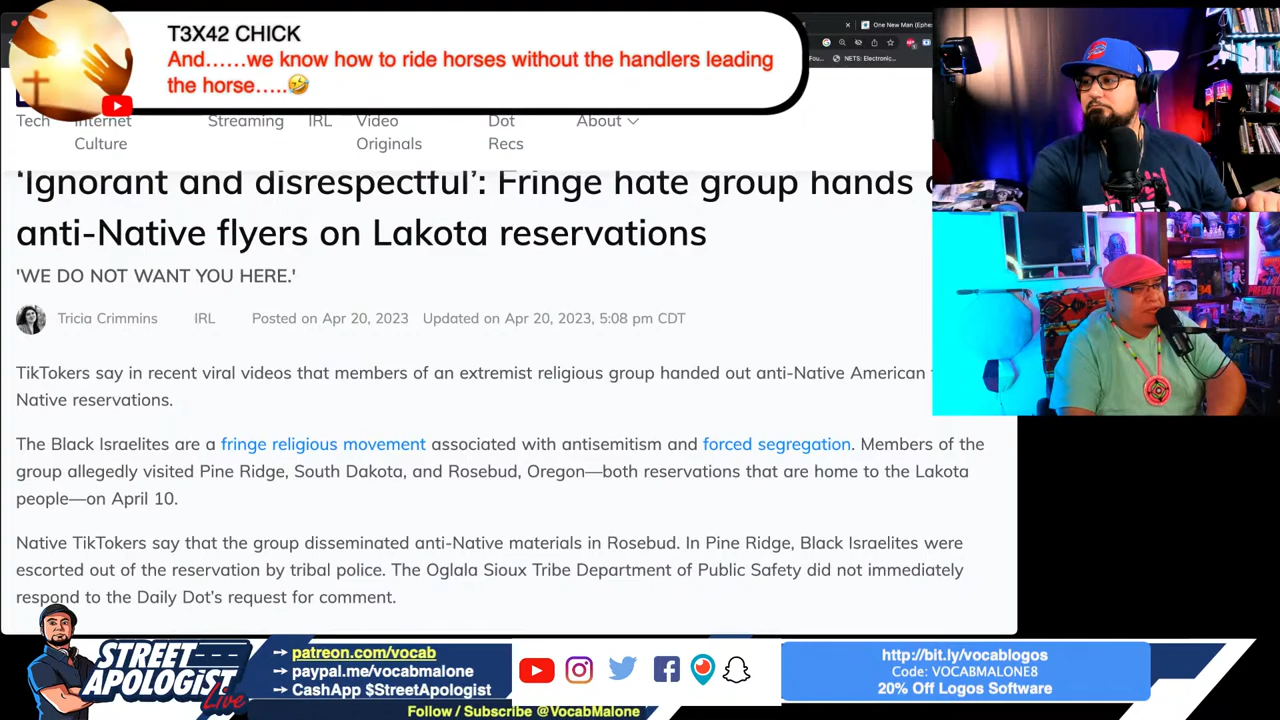 T3X42 CHICK
And……we know how to ride horses without the handlers leading
the horse…..🤣
One New Man (Ephes
NETS: Electronic...
Tech
Internet
Culture
Streaming
IRL
Video
Originals
Dot
Recs
About
'Ignorant and disrespectful': Fringe hate group hands
anti-Native flyers on Lakota reservations
'WE DO NOT WANT YOU HERE.'
Tricia Crimmins IRL Posted on Apr 20, 2023 Updated on Apr 20, 2023, 5:08 pm CDT
TikTokers say in recent viral videos that members of an extremist religious group handed out anti-Native American
Native reservations.
The Black Israelites are a fringe religious movement associated with antisemitism and forced segregation. Members of the
group allegedly visited Pine Ridge, South Dakota, and Rosebud, Oregon—both reservations that are home to the Lakota
people—on April 10.
Native TikTokers say that the group disseminated anti-Native materials in Rosebud. In Pine Ridge, Black Israelites were
escorted out of the reservation by tribal police. The Oglala Sioux Tribe Department of Public Safety did not immediately
respond to the Daily Dot's request for comment.
STREET
APOLOGIST
Live
→ patreon.com/vocab
→ paypal.me/vocabmalone
→ CashApp $StreetApologist
Follow / Subscribe @VocabMalone
http://bit.ly/vocablogos
Code: VOCABMALONE8
20% Off Logos Software